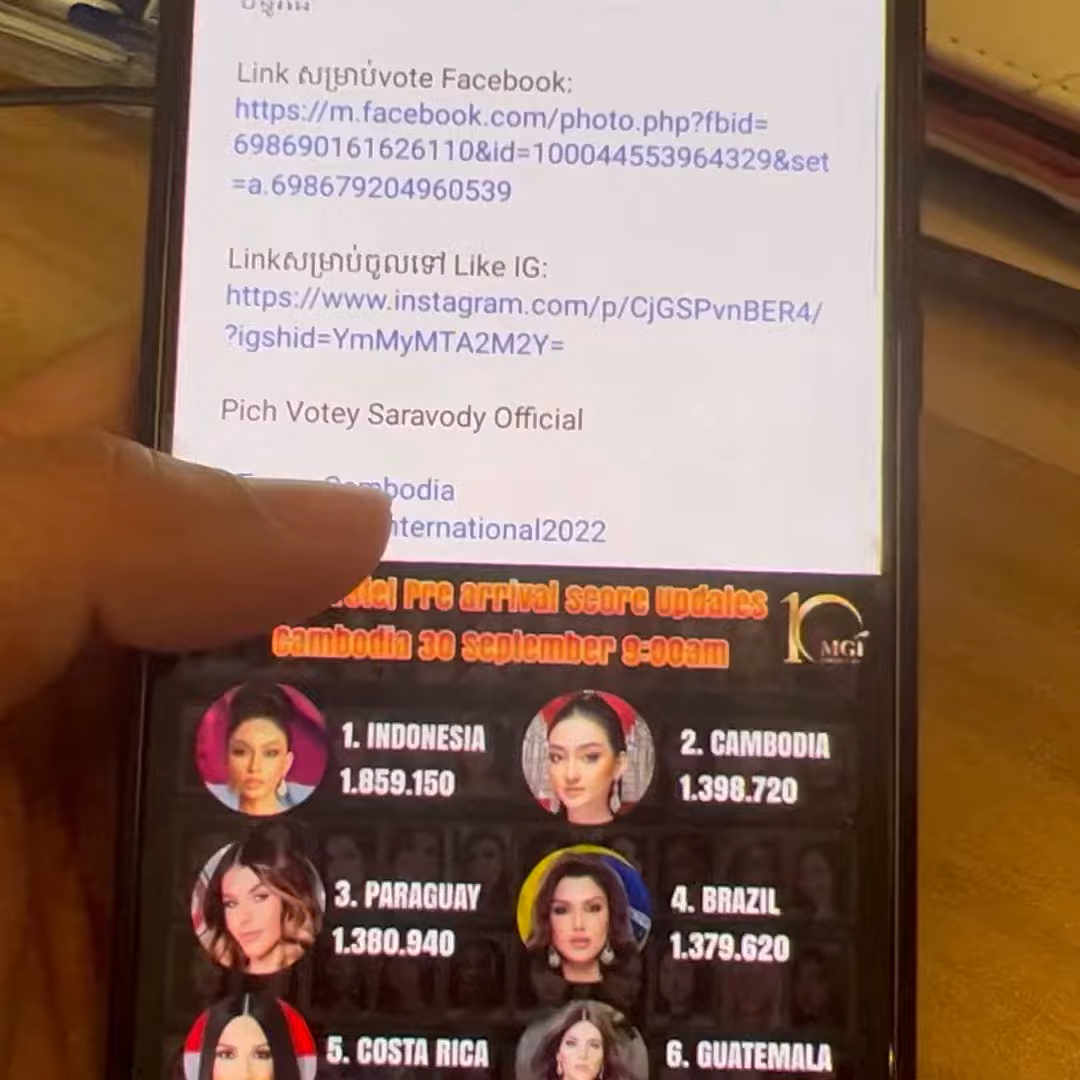 Link សម្រាប់vote Facebook:
https://m.facebook.com/photo.php?fbid=
698690161626110&id=100044553964329&set
=a.698679204960539
Linkសម្រាប់ចូលទៅ Like IG:
https://www.instagram.com/p/CjGSPvnBER4/
?igshid=YmMyMTA2M2Y=
Pich Votey Saravody Official
Cambodia
nternational2022
Pre arrival score Updates
Cambodia 30 september 9:00am
10 MGI
1. INDONESIA
1.859.150
2. CAMBODIA
1.398.720
3. PARAGUAY
1.380.940
4. BRAZIL
1.379.620
5. COSTA RICA
6. GUATEMALA